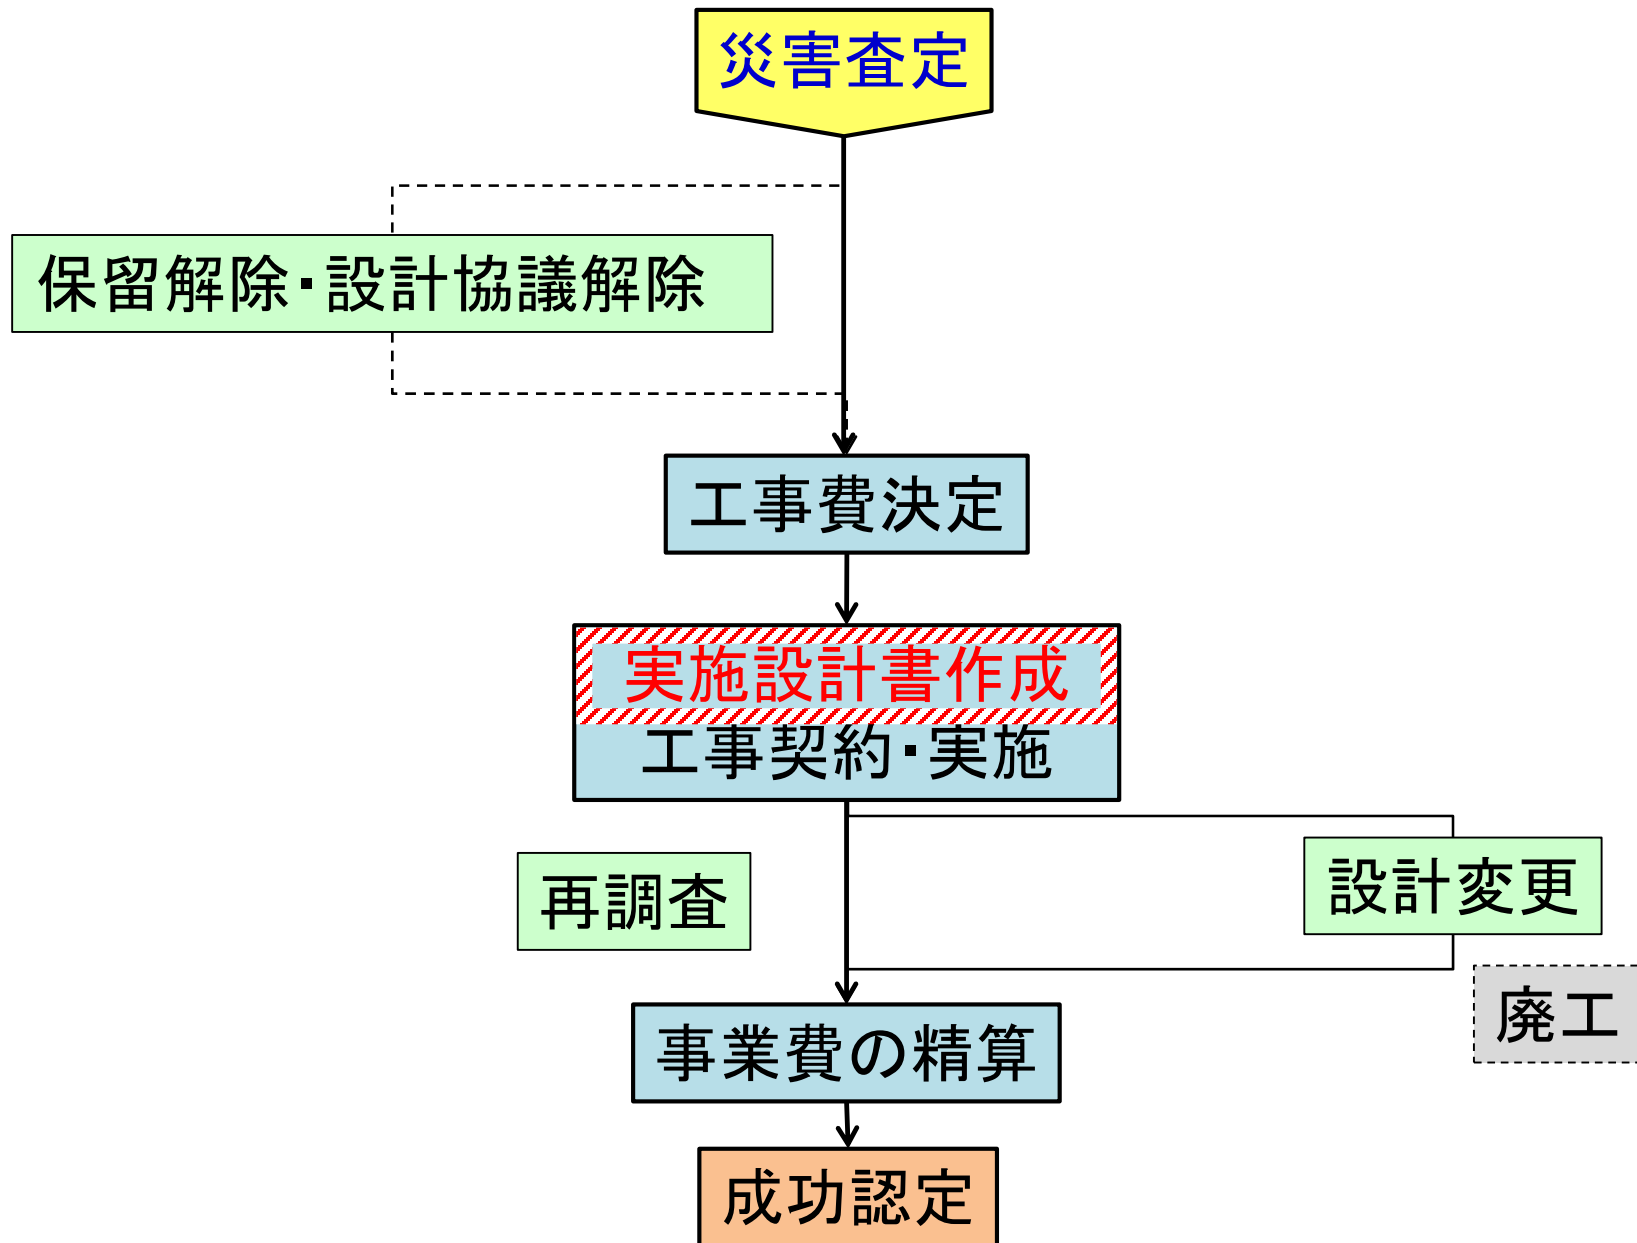 災害査定
保留解除・設計協議解除
工事費決定
実施設計書作成
工事契約・実施
再調査
設計変更
廃工
事業費の精算
成功認定